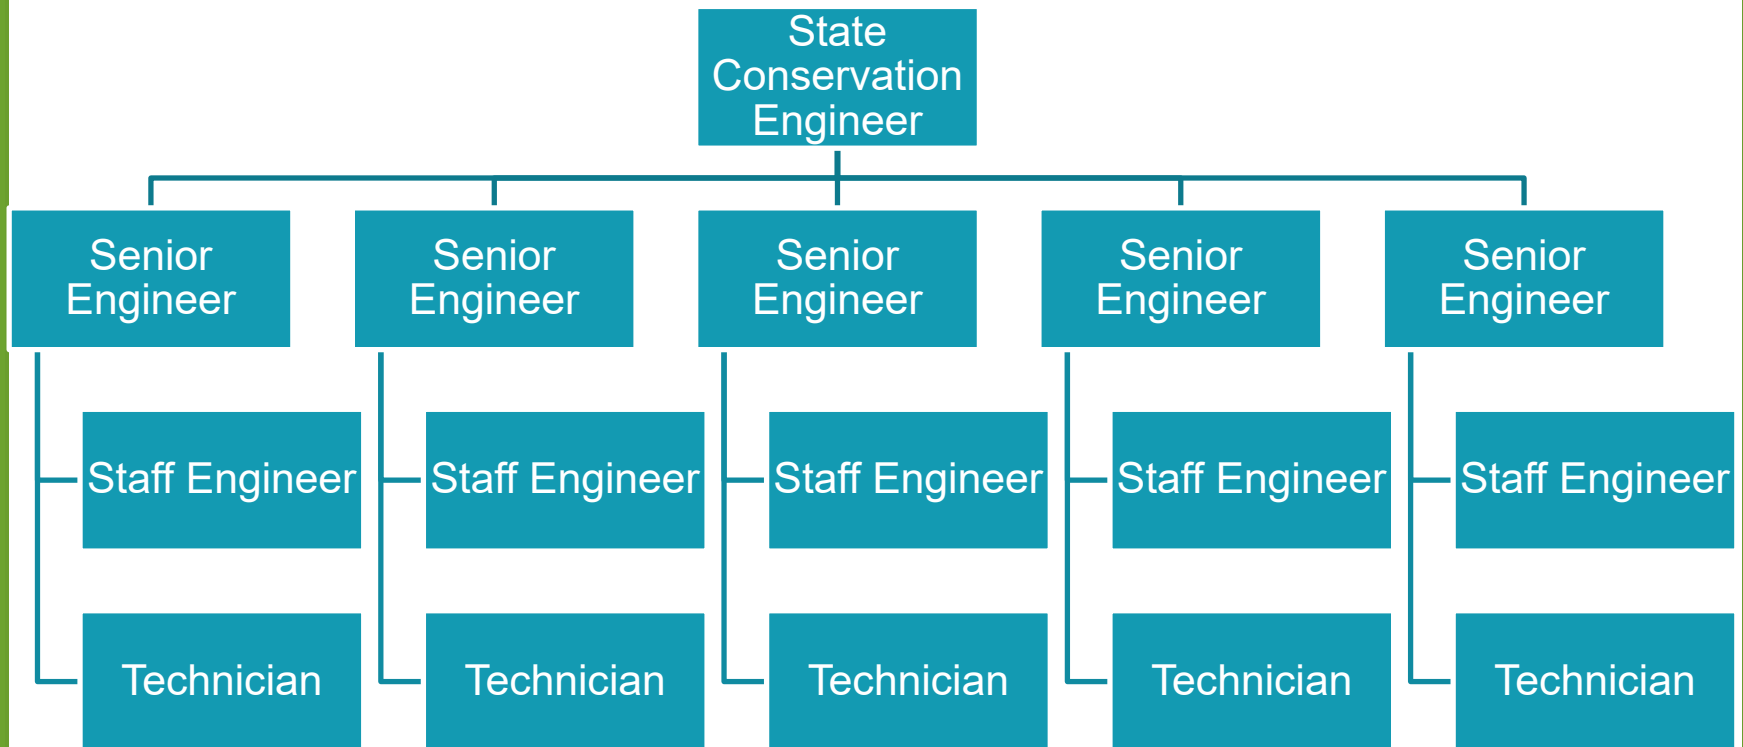 State
Conservation
Engineer
Senior
Engineer
Senior
Engineer
Senior
Engineer
Senior
Engineer
Senior
Engineer
Staff Engineer
Staff Engineer
Staff Engineer
Staff Engineer
Staff Engineer
Technician
Technician
Technician
Technician
Technician